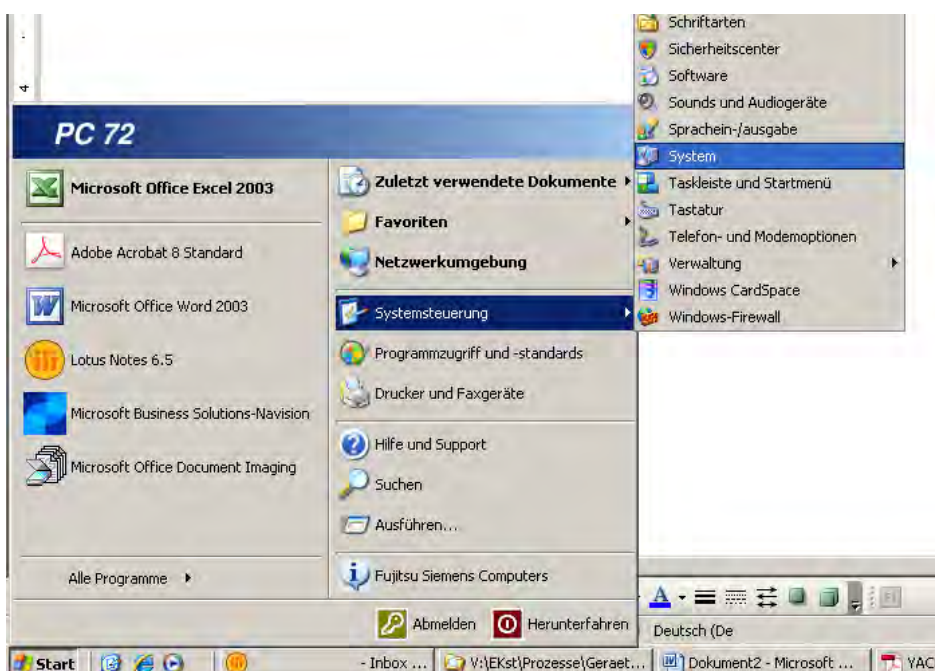 Schriftarten
Sicherheitscenter
Software
Sounds und Audiogeräte
Sprachein-/ausgabe
System
Taskleiste und Startmenü
Tastatur
Telefon- und Modemoptionen
Verwaltung
Windows CardSpace
Windows-Firewall
4
PC 72
Microsoft Office Excel 2003
Adobe Acrobat 8 Standard
Microsoft Office Word 2003
Lotus Notes 6.5
Microsoft Business Solutions-Navision
Microsoft Office Document Imaging
Alle Programme
Zuletzt verwendete Dokumente
Favoriten
Netzwerkumgebung
Systemsteuerung
Programmzugriff und -standards
Drucker und Faxgeräte
Hilfe und Support
Suchen
Ausführen...
Fujitsu Siemens Computers
Abmelden
Herunterfahren
Deutsch (De
Start
- Inbox ...
V:\EKst\Prozesse\Geraet...
Dokument2 - Microsoft ...
YAC